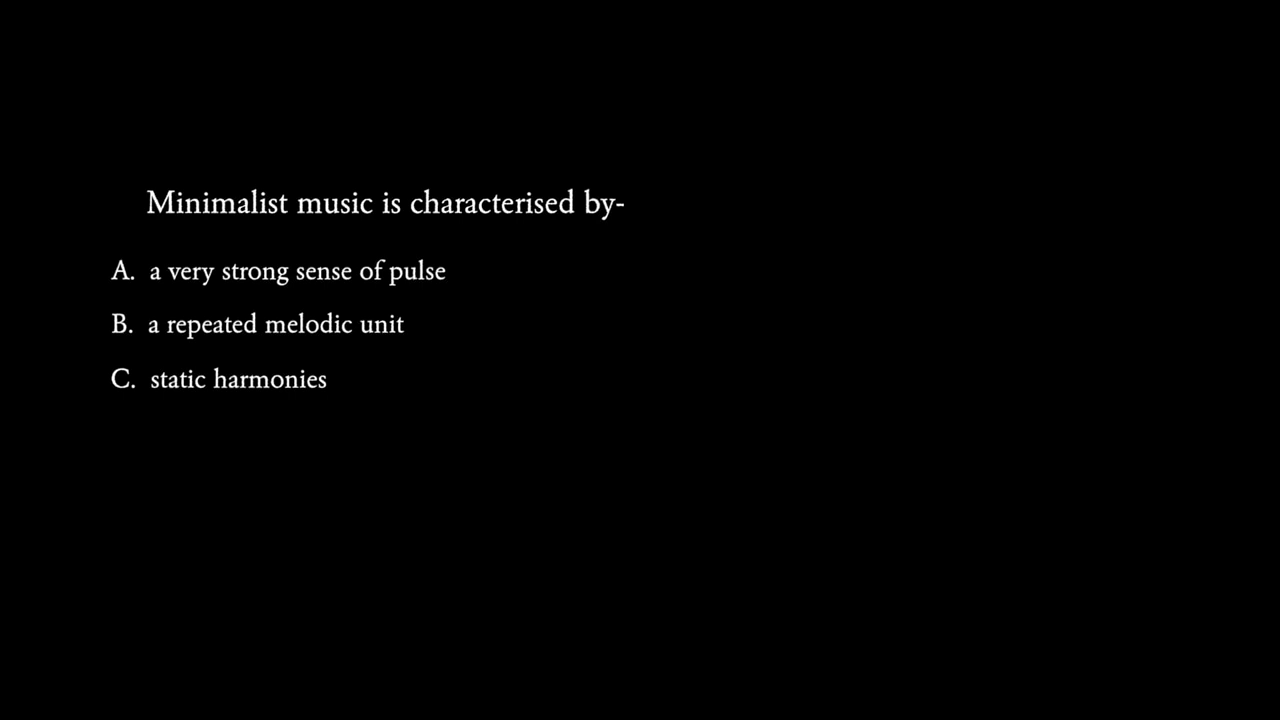 Minimalist music is characterised by-
A. a very strong sense of pulse
B. a repeated melodic unit
C. static harmonies